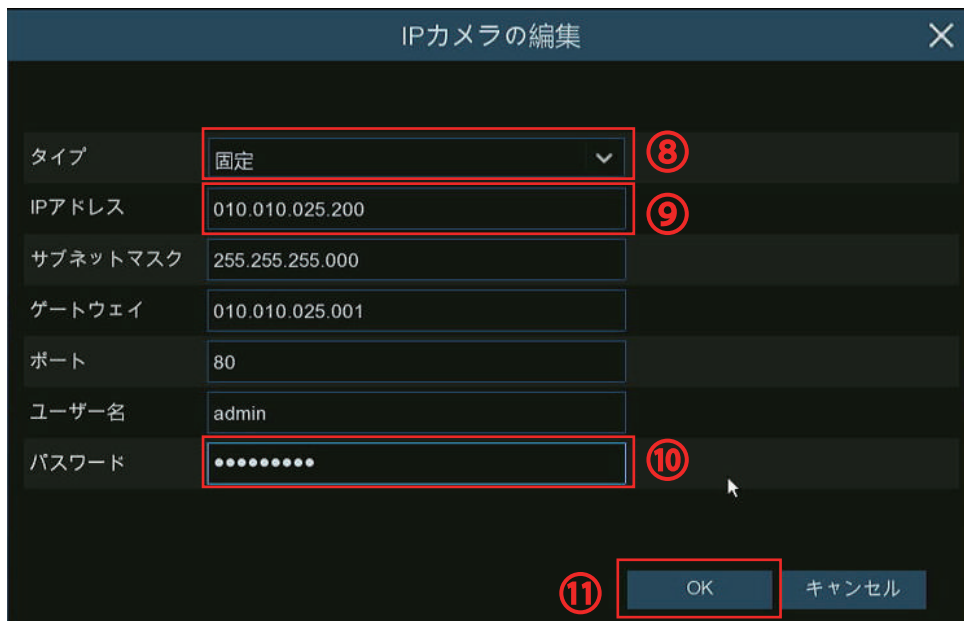 IPカメラの編集
タイプ 固定 ⑧
IPアドレス 010.010.025.200 ⑨
サブネットマスク 255.255.255.000
ゲートウェイ 010.010.025.001
ポート 80
ユーザー名 admin
パスワード ●●●●●●●●● ⑩
⑪ OK キャンセル